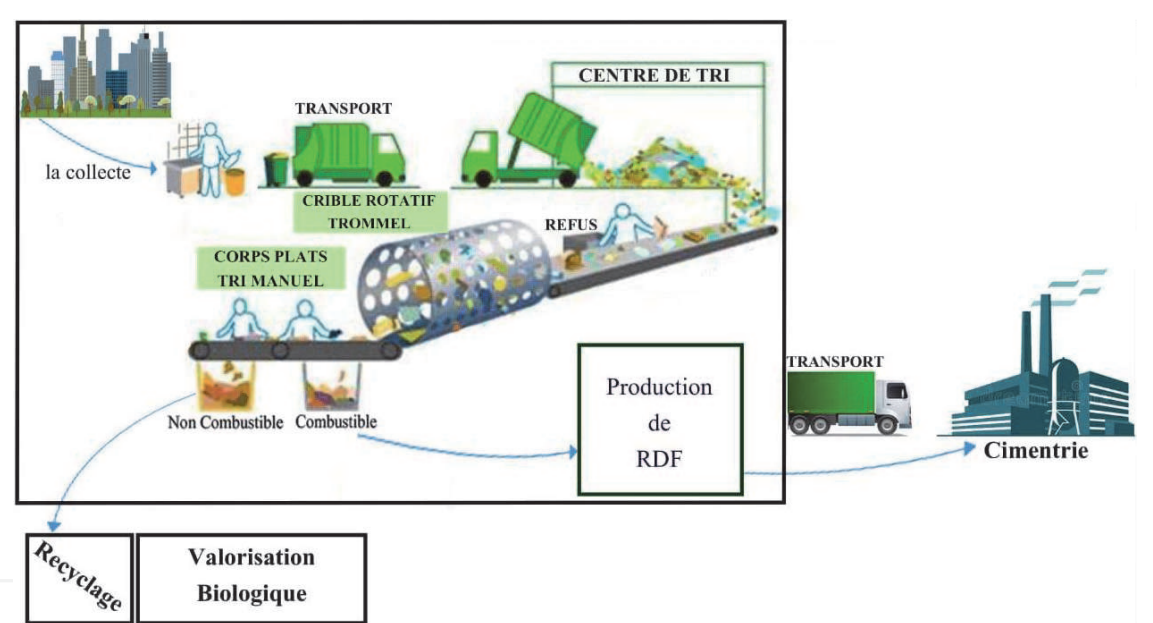 CENTRE DE TRI
TRANSPORT
la collecte
CRIBLE ROTATIF
TROMMEL
REFUS
CORPS PLATS
TRI MANUEL
TRANSPORT
Production
de
RDF
Non Combustible
Combustible
Cimentrie
Recyclage
Valorisation
Biologique